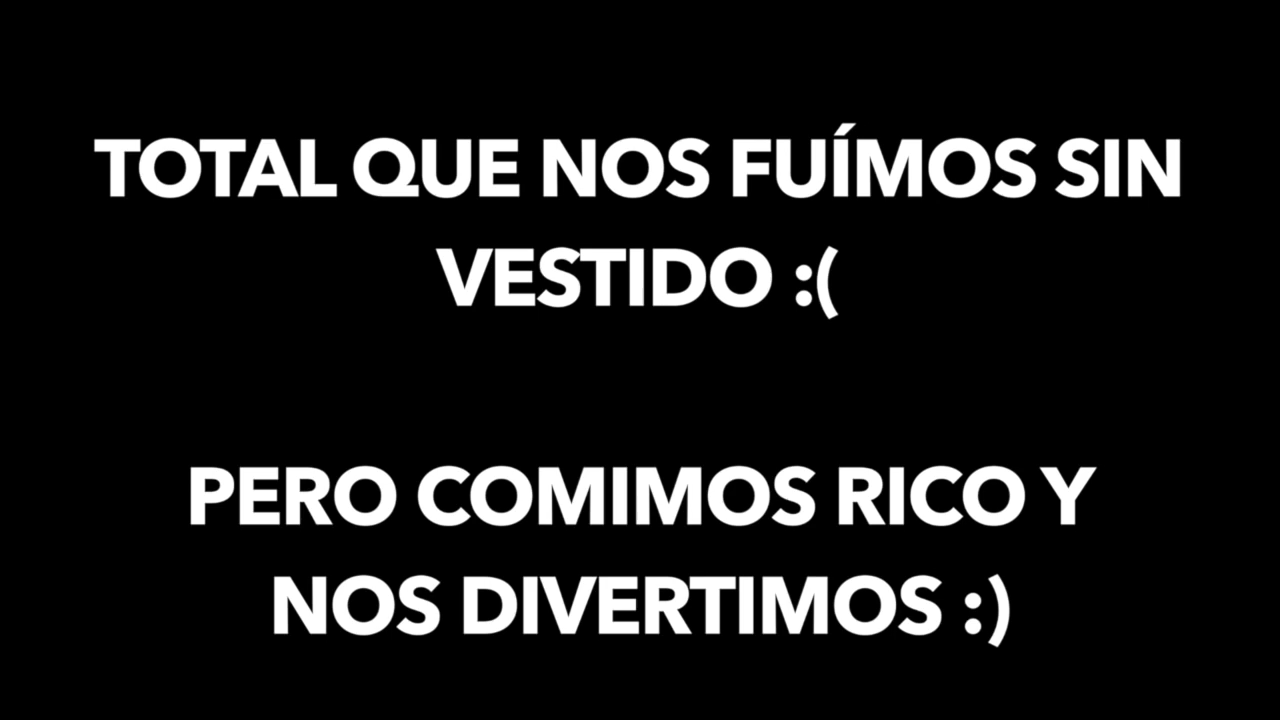 TOTAL QUE NOS FUÍMOS SIN
VESTIDO :(
PERO COMIMOS RICO Y
NOS DIVERTIMOS :)